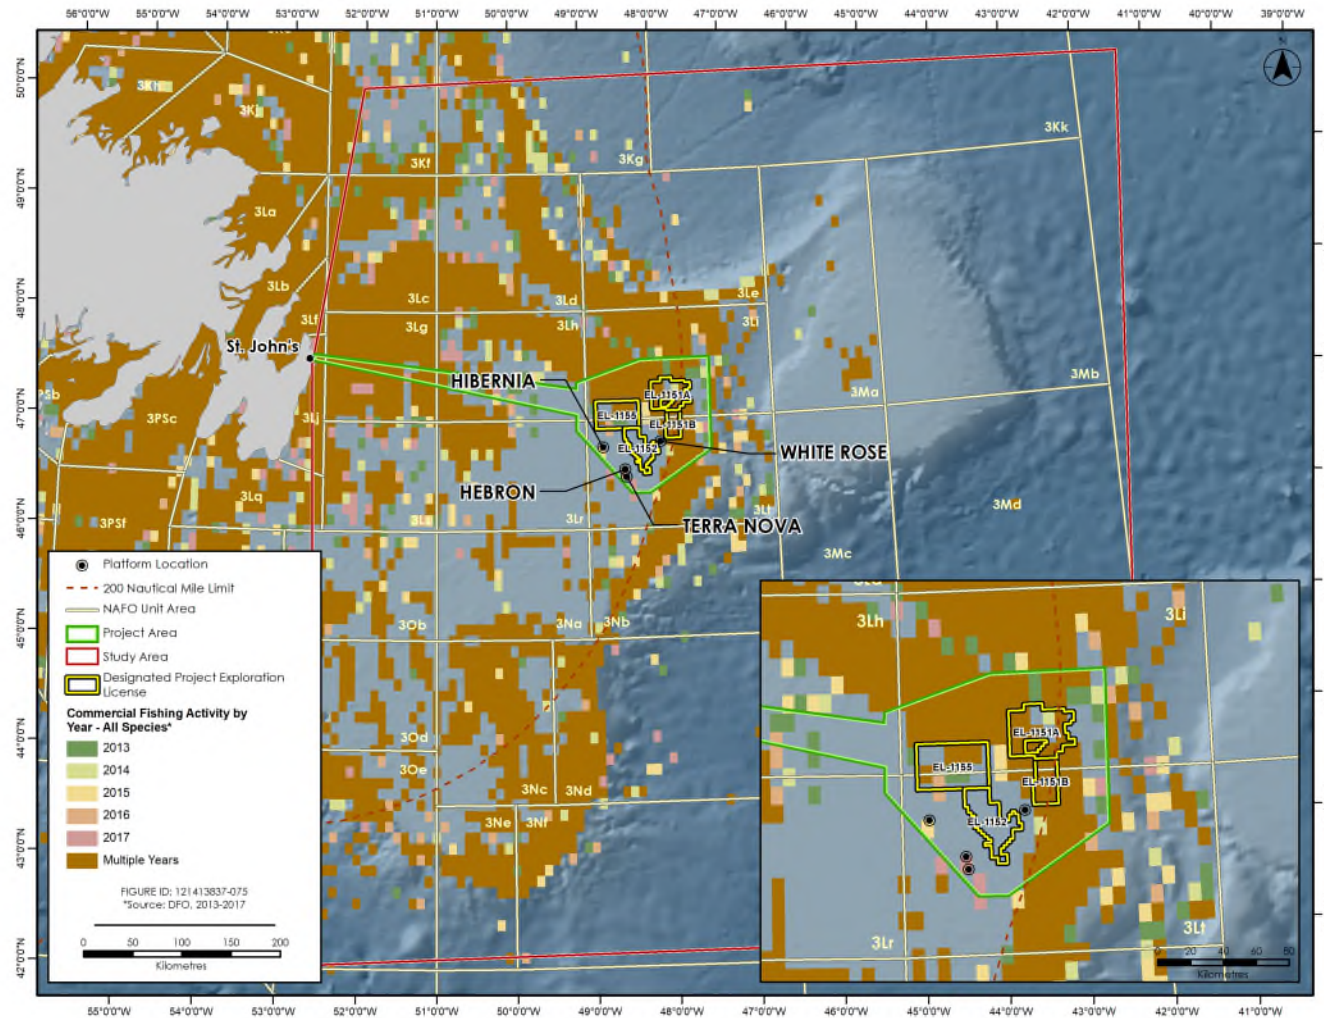 56°0'0"W 55°0'0"W 54°0'0"W 53°0'0"W 52°0'0"W 51°0'0"W 50°0'0"W 49°0'0"W 48°0'0"W 47°0'0"W 46°0'0"W 45°0'0"W 44°0'0"W 43°0'0"W 42°0'0"W 41°0'0"W 40°0'0"W 39°0'0"W
50°0'0"N
49°0'0"N
48°0'0"N
47°0'0"N
46°0'0"N
45°0'0"N
44°0'0"N
43°0'0"N
42°0'0"N
3Kh
3Ki
3Kk
3Kf
3Kg
3La
3Lb
3Lc
3Ld
3Le
3Lf
3Lg
3Lh
3Li
St. John's
HIBERNIA
EL-1151A
3Ma
3Mb
PSb
3PSc
3Lj
EL-1155
EL-1151B
EL-1152
WHITE ROSE
HEBRON
3Lq
3Md
3PSf
3Lr
3Lt
TERRA NOVA
3Mc
3Ob
3Na
3Nb
3Od
3Oe
3Nc
3Nd
3Ne
3Nf
Platform Location
200 Nautical Mile Limit
NAFO Unit Area
Project Area
Study Area
Designated Project Exploration
License
Commercial Fishing Activity by
Year - All Species*
2013
2014
2015
2016
2017
Multiple Years
FIGURE ID: 121413837-075
*Source: DFO, 2013-2017
0 50 100 150 200
Kilometres
3Lh
3Li
EL-1151A
EL-1155
EL-1151B
EL-1152
3Lr
3Lt
0 20 40 60 80
Kilometres
55°0'0"W 54°0'0"W 53°0'0"W 52°0'0"W 51°0'0"W 50°0'0"W 49°0'0"W 48°0'0"W 47°0'0"W 46°0'0"W 45°0'0"W 44°0'0"W 43°0'0"W 42°0'0"W 41°0'0"W